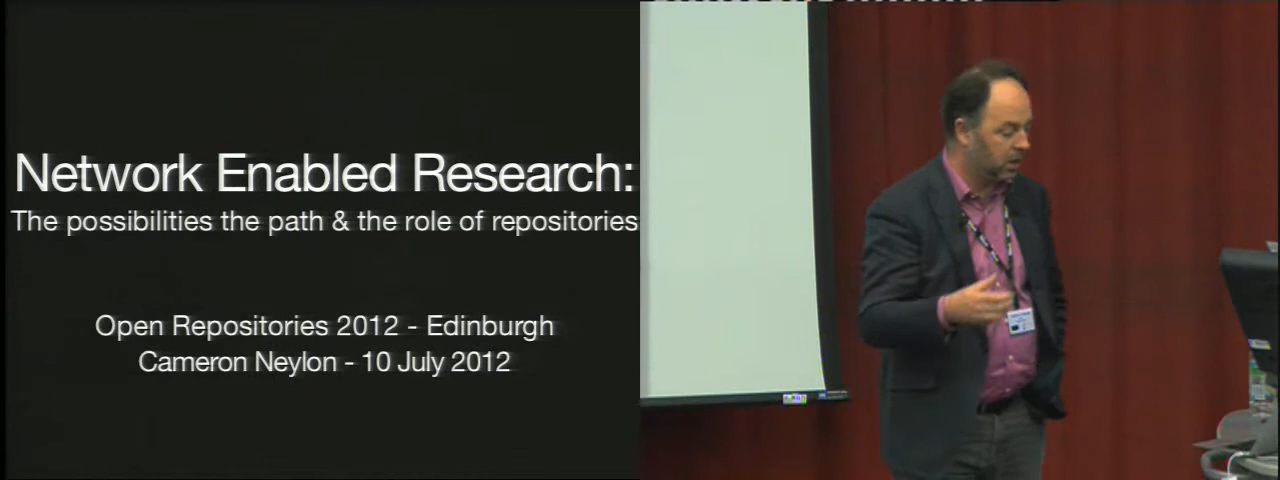 Network Enabled Research:
The possibilities the path & the role of repositories
Open Repositories 2012 - Edinburgh
Cameron Neylon - 10 July 2012